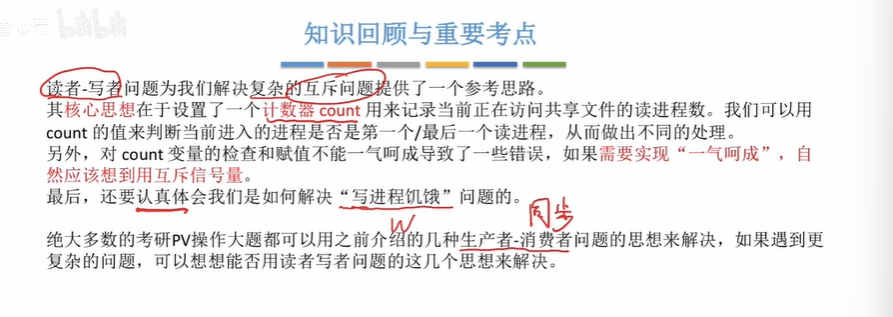 知识回顾与重要考点
读者-写者问题为我们解决复杂的互斥问题提供了一个参考思路。
其核心思想在于设置了一个计数器 count 用来记录当前正在访问共享文件的读进程数。我们可以用
count 的值来判断当前进入的进程是否是第一个/最后一个读进程，从而做出不同的处理。
另外，对 count 变量的检查和赋值不能一气呵成导致了一些错误，如果需要实现“一气呵成”，自
然应该想到用互斥信号量。
最后，还要认真体会我们是如何解决“写进程饥饿”问题的。
W
同步
绝大多数的考研PV操作大题都可以用之前介绍的几种生产者-消费者问题的思想来解决，如果遇到更
复杂的问题，可以想想能否用读者写者问题的这几个思想来解决。